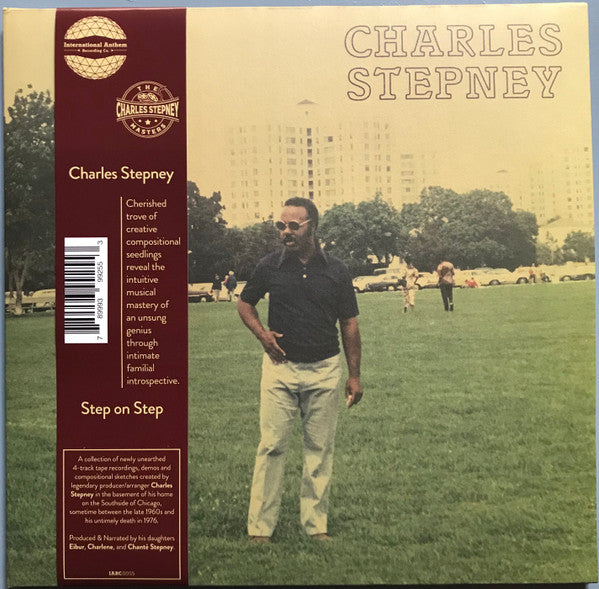 International Anthem
Recording Co.
THE
CHARLES STEPNEY
MASTERS
CHARLES
STEPNEY
Charles Stepney
Cherished
trove of
creative
compositional
seedlings
reveal the
intuitive
musical
mastery of
an unsung
genius
through
intimate
familial
introspective.
7 89993 99255 3
Step on Step
A collection of newly unearthed
4-track tape recordings, demos and
compositional sketches created by
legendary producer/arranger Charles
Stepney in the basement of his home
on the Southside of Chicago,
sometime between the late 1960s and
his untimely death in 1976.
Produced & Narrated by his daughters
Eibur, Charlene, and Chanté Stepney.
IARC0055